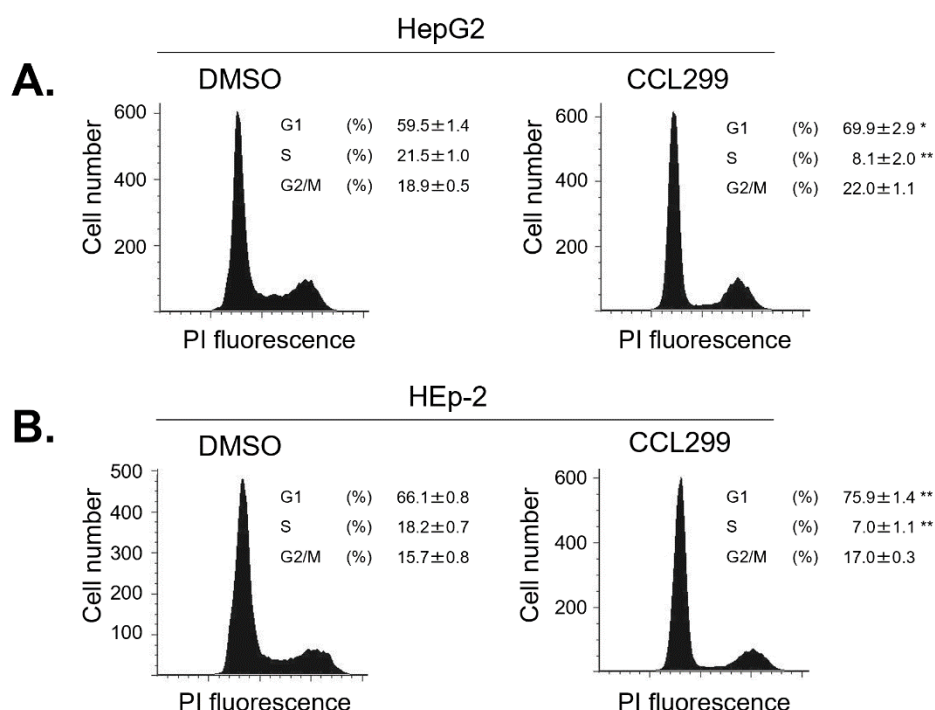 HepG2
A.
DMSO
CCL299
600
400
200
Cell number
G1 (%) 59.5±1.4
S (%) 21.5±1.0
G2/M (%) 18.9±0.5
PI fluorescence
600
400
200
Cell number
G1 (%) 69.9±2.9 *
S (%) 8.1±2.0 **
G2/M (%) 22.0±1.1
PI fluorescence
HEp-2
B.
DMSO
CCL299
500
400
300
200
100
Cell number
G1 (%) 66.1±0.8
S (%) 18.2±0.7
G2/M (%) 15.7±0.8
PI fluorescence
600
400
200
Cell number
G1 (%) 75.9±1.4 **
S (%) 7.0±1.1 **
G2/M (%) 17.0±0.3
PI fluorescence